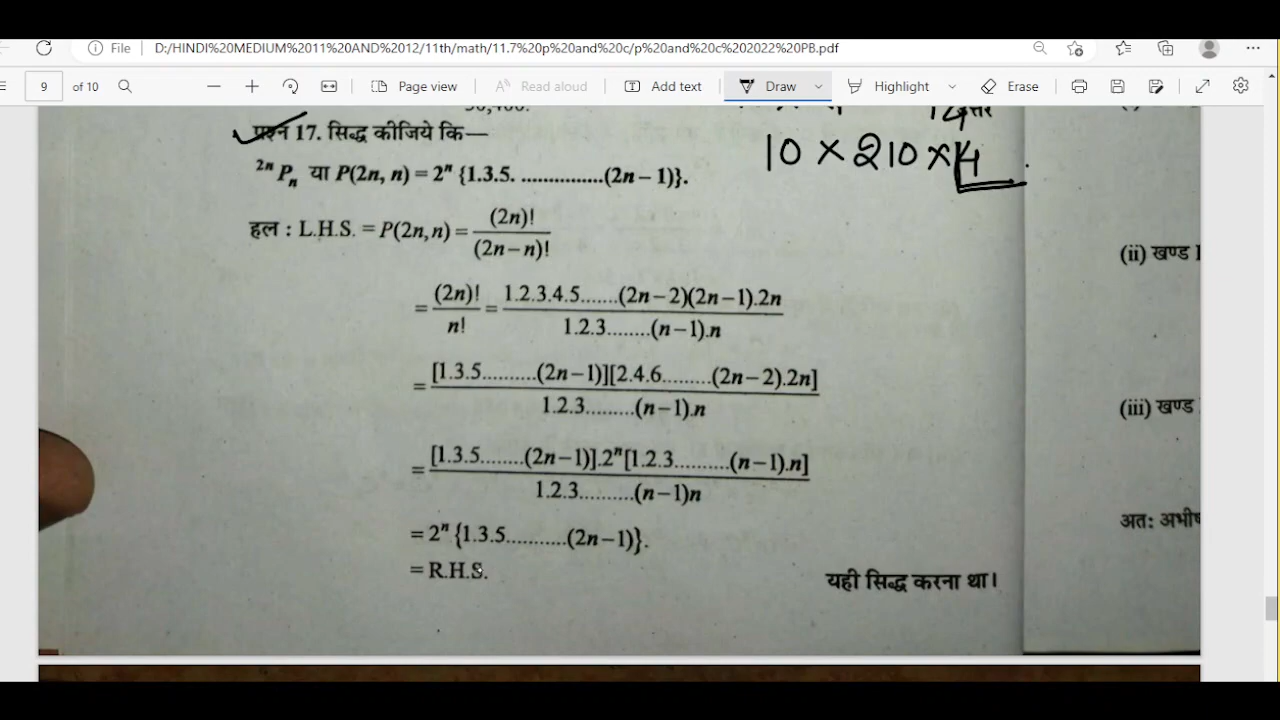 File D:/HINDI%20MEDIUM%2011%20AND%2012/11th/math/11.7%20p%20and%20c/p%20and%20c%202022%20PB.pdf
9 of 10 Page view Read aloud Add text Draw Highlight Erase
प्रश्न 17. सिद्ध कीजिये कि—
10 × 210 × 4
²ⁿPₙ या P(2n, n) = 2ⁿ {1.3.5. ...............(2n – 1)}.
हल : L.H.S. = P(2n, n) = (2n)! / (2n – n)!
(ii) खण्ड
= (2n)! / n! = 1.2.3.4.5.......(2n – 2)(2n – 1).2n / 1.2.3........(n – 1).n
= [1.3.5..........(2n – 1)][2.4.6.........(2n – 2).2n] / 1.2.3.........(n – 1).n
(iii) खण्ड
= [1.3.5........(2n – 1)].2ⁿ[1.2.3..........(n – 1).n] / 1.2.3..........(n – 1)n
अतः
= 2ⁿ {1.3.5..........(2n – 1)}.
= R.H.S.
यही सिद्ध करना था।